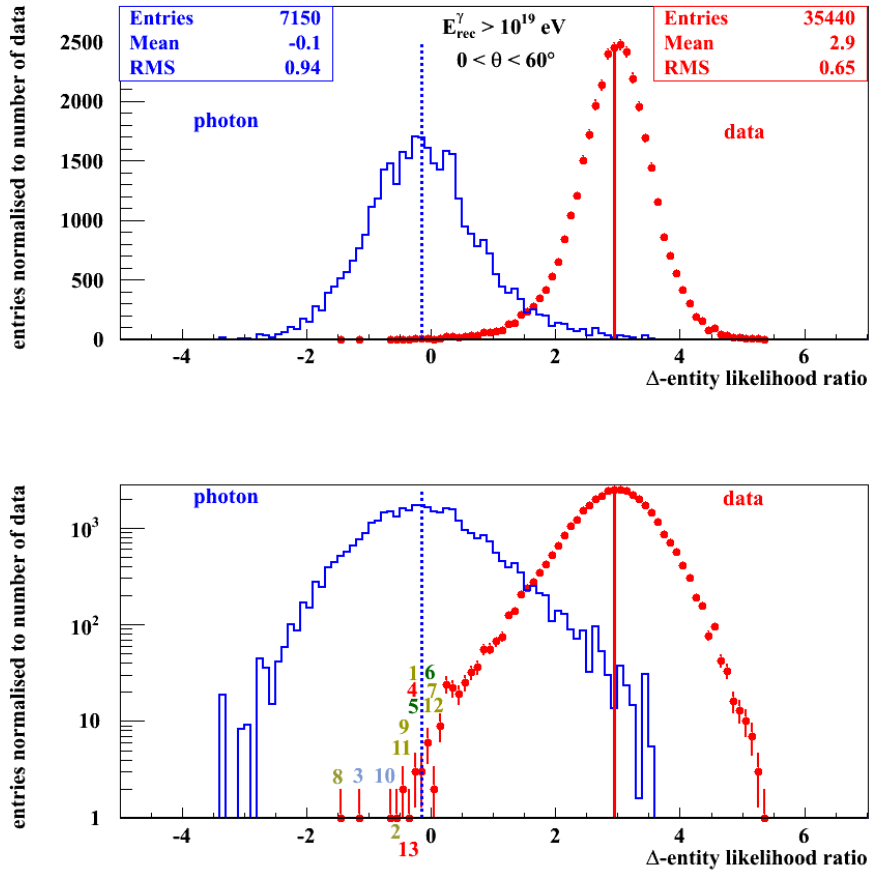 Entries 7150
Mean -0.1
RMS 0.94
E^γ_rec > 10^19 eV
0 < θ < 60°
Entries 35440
Mean 2.9
RMS 0.65
photon
data
entries normalised to number of data
2500
2000
1500
1000
500
0
-4 -2 0 2 4 6
Δ-entity likelihood ratio
photon
data
entries normalised to number of data
10^3
10^2
10
1
1 6
4 7
5 12
9
11
8 3 10
2
13
-4 -2 0 2 4 6
Δ-entity likelihood ratio